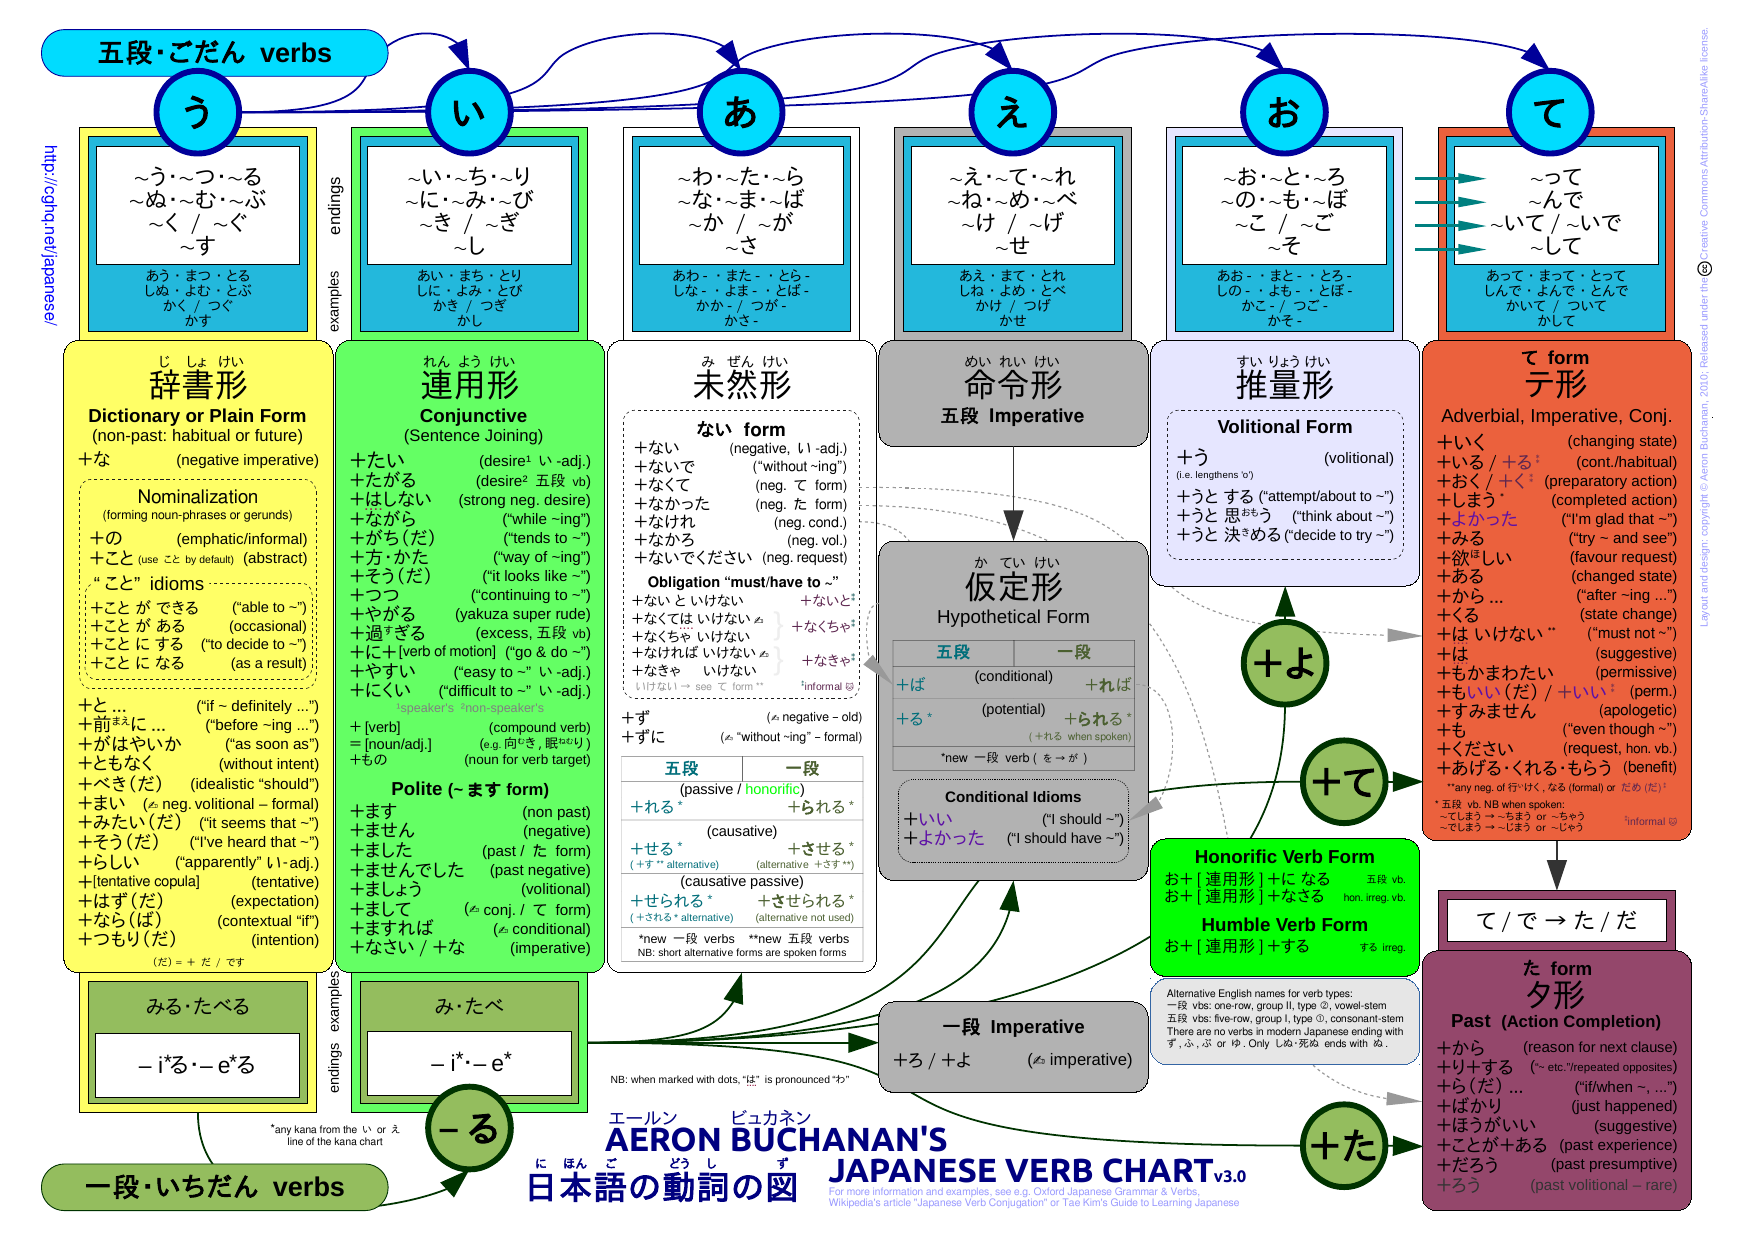 五段・ごだん verbs
http://cghq.net/japanese/
う
～う・～つ・～る
～ぬ・～む・～ぶ
～く / ～ぐ
～す
あう・まつ・とる
しぬ・よむ・とぶ
かく / つぐ
かす
endings
examples
い
～い・～ち・～り
～に・～み・～び
～き / ～ぎ
～し
あい・まち・とり
しに・よみ・とび
かき / つぎ
かし
あ
～わ・～た・～ら
～な・～ま・～ば
～か / ～が
～さ
あわ-・また-・とら-
しな-・よま-・とば-
かか- / つが-
かさ-
え
～え・～て・～れ
～ね・～め・～べ
～け / ～げ
～せ
あえ・まて・とれ
しね・よめ・とべ
かけ / つげ
かせ
お
～お・～と・～ろ
～の・～も・～ぼ
～こ / ～ご
～そ
あお-・まと-・とろ-
しの-・よも-・とぼ-
かこ- / つご-
かそ-
て
～って
～んで
～いて / ～いで
～して
あって・まって・とって
しんで・よんで・とんで
かいて / ついて
かして
じ しょ けい
辞書形
Dictionary or Plain Form
(non-past: habitual or future)
＋な (negative imperative)
Nominalization
(forming noun-phrases or gerunds)
＋の (emphatic/informal)
＋こと (use こと by default) (abstract)
“こと” idioms
＋こと が できる (“able to ~”)
＋こと が ある (occasional)
＋こと に する (“to decide to ~”)
＋こと に なる (as a result)
＋と ... (“if ~ definitely ...”)
＋前まえに ... (“before ~ing ...”)
＋がはやいか (“as soon as”)
＋ともなく (without intent)
＋べき(だ) (idealistic “should”)
＋まい (✍ neg. volitional – formal)
＋みたい(だ) (“it seems that ~”)
＋そう(だ) (“I've heard that ~”)
＋らしい (“apparently” い-adj.)
＋[tentative copula] (tentative)
＋はず(だ) (expectation)
＋なら(ば) (contextual “if”)
＋つもり(だ) (intention)
(だ) = ＋ だ / です
れん よう けい
連用形
Conjunctive
(Sentence Joining)
＋たい (desire¹ い-adj.)
＋たがる (desire² 五段 vb)
＋はしない (strong neg. desire)
＋ながら (“while ~ing”)
＋がち(だ) (“tends to ~”)
＋方・かた (“way of ~ing”)
＋そう(だ) (“it looks like ~”)
＋つつ (“continuing to ~”)
＋やがる (yakuza super rude)
＋過すぎる (excess, 五段 vb)
＋に＋[verb of motion] (“go & do ~”)
＋やすい (“easy to ~” い-adj.)
＋にくい (“difficult to ~” い-adj.)
¹speaker's ²non-speaker's
＋ [verb] (compound verb)
＝ [noun/adj.] (e.g. 向むき, 眠ねむり)
＋もの (noun for verb target)
Polite (~ ます form)
＋ます (non past)
＋ません (negative)
＋ました (past / た form)
＋ませんでした (past negative)
＋ましょう (volitional)
＋まして (✍ conj. / て form)
＋ますれば (✍ conditional)
＋なさい / ＋な (imperative)
み ぜん けい
未然形
ない form
＋ない (negative, い-adj.)
＋ないで (“without ~ing”)
＋なくて (neg. て form)
＋なかった (neg. た form)
＋なけれ (neg. cond.)
＋なかろ (neg. vol.)
＋ないでください (neg. request)
Obligation “must/have to ~”
＋ない と いけない ＋ないと‡
＋なくては いけない ✍
＋なくちゃ いけない ＋なくちゃ‡
＋なければ いけない ✍
＋なきゃ いけない ＋なきゃ‡
いけない → see て form ** ‡informal
＋ず (✍ negative – old)
＋ずに (✍ “without ~ing” – formal)
五段 一段
(passive / honorific)
＋れる * ＋られる *
(causative)
＋せる * ＋させる *
(＋す ** alternative) (alternative ＋さす **)
(causative passive)
＋せられる * ＋させられる *
(＋される * alternative) (alternative not used)
*new 一段 verbs **new 五段 verbs
NB: short alternative forms are spoken forms
めい れい けい
命令形
五段 Imperative
か てい けい
仮定形
Hypothetical Form
五段 一段
(conditional)
＋ば ＋れば
(potential)
＋る * ＋られる *
(＋れる when spoken)
*new 一段 verb (を→が)
Conditional Idioms
＋いい (“I should ~”)
＋よかった (“I should have ~”)
すい りょう けい
推量形
Volitional Form
＋う (volitional)
(i.e. lengthens 'o')
＋うと する (“attempt/about to ~”)
＋うと 思おもう (“think about ~”)
＋うと 決きめる (“decide to try ~”)
＋よ
＋て
Honorific Verb Form
お＋[連用形]＋に なる 五段 vb.
お＋[連用形]＋なさる hon. irreg. vb.
Humble Verb Form
お＋[連用形]＋する する irreg.
Alternative English names for verb types:
一段 vbs: one-row, group II, type ②, vowel-stem
五段 vbs: five-row, group I, type ①, consonant-stem
There are no verbs in modern Japanese ending with
ず, ふ, ぷ or ゆ. Only しぬ・死ぬ ends with ぬ.
て form
テ形
Adverbial, Imperative, Conj.
＋いく (changing state)
＋いる / ＋る‡ (cont./habitual)
＋おく / ＋く‡ (preparatory action)
＋しまう * (completed action)
＋よかった (“I'm glad that ~”)
＋みる (“try ~ and see”)
＋欲ほしい (favour request)
＋ある (changed state)
＋から ... (“after ~ing ...”)
＋くる (state change)
＋は いけない ** (“must not ~”)
＋は (suggestive)
＋もかまわたい (permissive)
＋もいい(だ) / ＋いい‡ (perm.)
＋すみません (apologetic)
＋も (“even though ~”)
＋ください (request, hon. vb.)
＋あげる・くれる・もらう (benefit)
**any neg. of 行いけく, なる (formal) or だめ (だ)‡
* 五段 vb. NB when spoken:
～てしまう → ～ちまう or ～ちゃう
～でしまう → ～じまう or ～じゃう
‡informal
て / で → た / だ
た form
タ形
Past (Action Completion)
＋から (reason for next clause)
＋り＋する (“~ etc.”/repeated opposites)
＋ら(だ) ... (“if/when ~, ...”)
＋ばかり (just happened)
＋ほうがいい (suggestive)
＋ことが＋ある (past experience)
＋だろう (past presumptive)
＋ろう (past volitional – rare)
Layout and design: copyright © Aeron Buchanan, 2010; Released under the cc Creative Commons Attribution-ShareAlike license.
みる・たべる
– i*る・– e*る
examples
endings
み・たべ
– i*・– e*
– る
*any kana from the い or え
line of the kana chart
一段・いちだん verbs
一段 Imperative
＋ろ / ＋よ (✍ imperative)
＋た
NB: when marked with dots, “は” is pronounced “わ”
エールン ビュカネン
AERON BUCHANAN'S
に ほん ご どう し ず
日本語の動詞の図 JAPANESE VERB CHART v3.0
For more information and examples, see e.g. Oxford Japanese Grammar & Verbs,
Wikipedia's article "Japanese Verb Conjugation" or Tae Kim's Guide to Learning Japanese